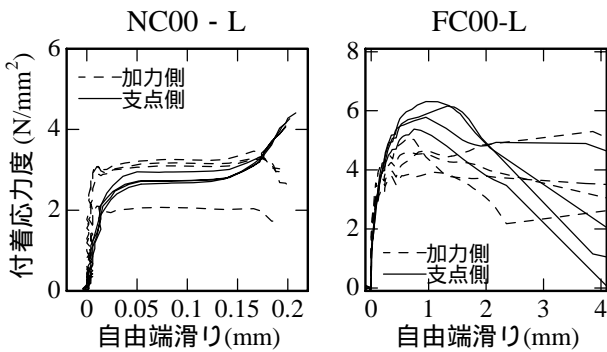 NC00 - L
FC00-L
付着応力度 (N/mm²)
6
4
2
0
加力側
支点側
0 0.05 0.1 0.15 0.2
自由端滑り(mm)
8
6
4
2
0
加力側
支点側
0 1 2 3 4
自由端滑り(mm)